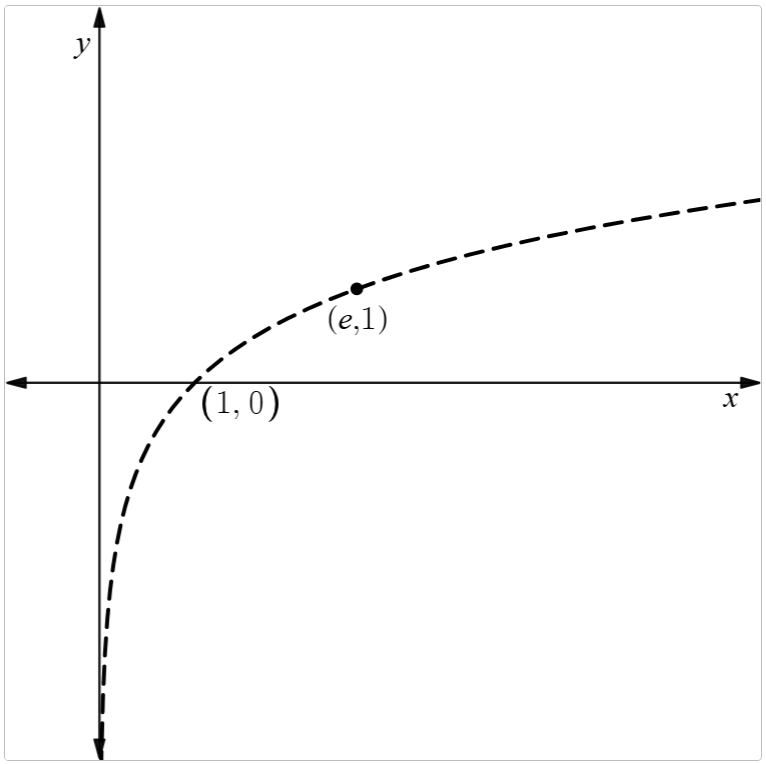 y
(e,1)
(1, 0)
x